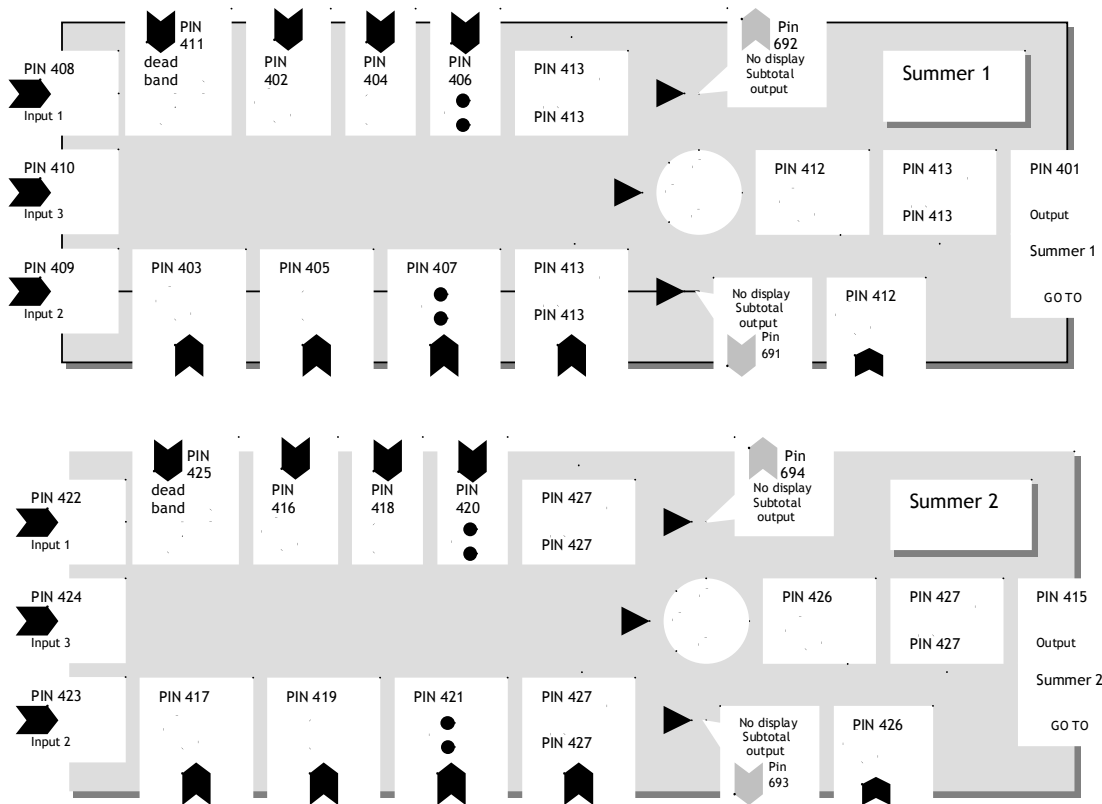 PIN
411
dead
band
PIN
402
PIN
404
PIN
406
PIN 413
PIN 413
Pin
692
No display
Subtotal
output
Summer 1
PIN 408
Input 1
PIN 410
Input 3
PIN 412
PIN 413
PIN 413
PIN 401
Output
Summer 1
GO TO
PIN 409
Input 2
PIN 403
PIN 405
PIN 407
PIN 413
PIN 413
No display
Subtotal
output
Pin
691
PIN 412
PIN
425
dead
band
PIN
416
PIN
418
PIN
420
PIN 427
PIN 427
Pin
694
No display
Subtotal
output
Summer 2
PIN 422
Input 1
PIN 424
Input 3
PIN 426
PIN 427
PIN 427
PIN 415
Output
Summer 2
GO TO
PIN 423
Input 2
PIN 417
PIN 419
PIN 421
PIN 427
PIN 427
No display
Subtotal
output
Pin
693
PIN 426